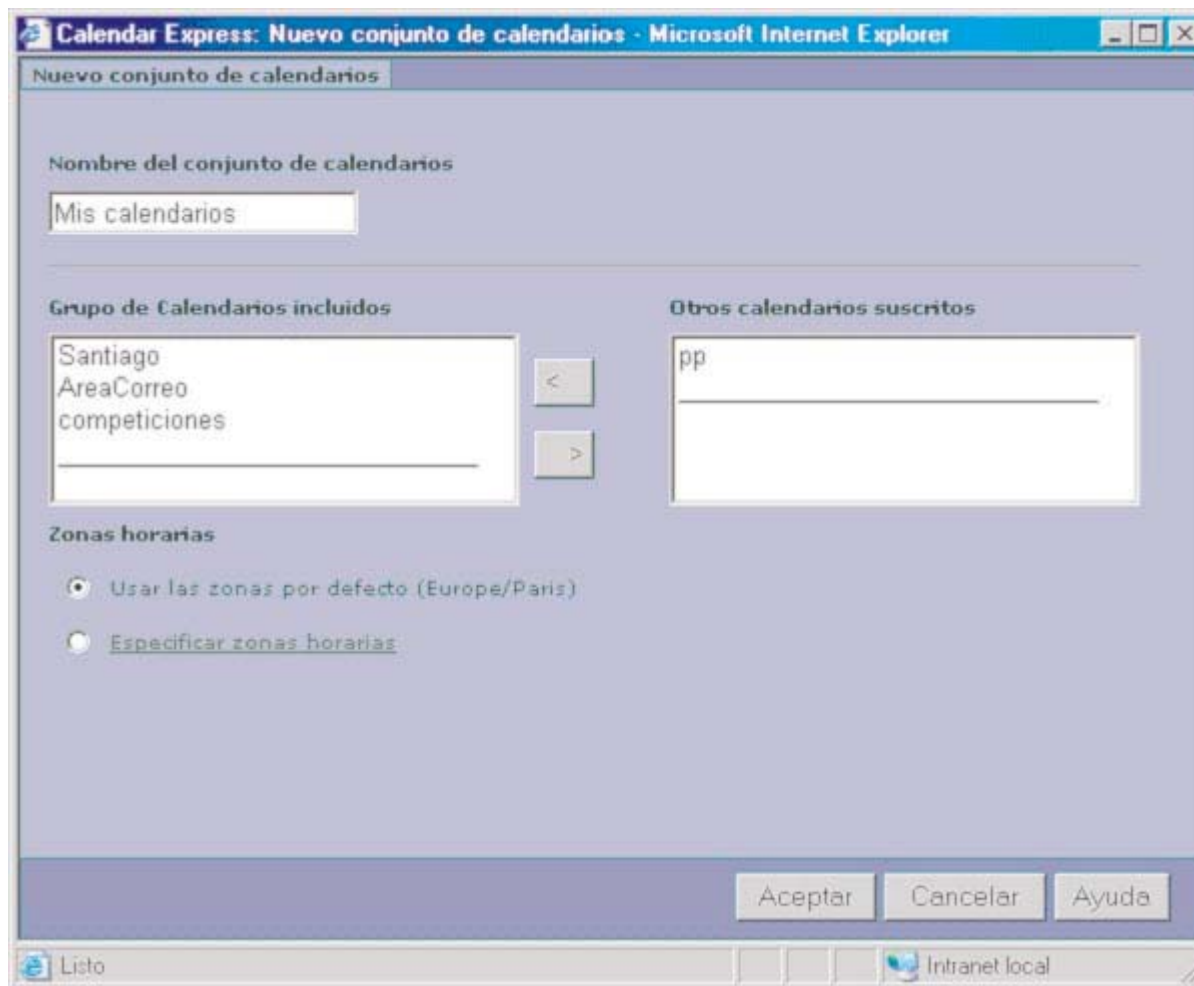 Calendar Express: Nuevo conjunto de calendarios - Microsoft Internet Explorer
Nuevo conjunto de calendarios
Nombre del conjunto de calendarios
Mis calendarios
Grupo de Calendarios incluidos
Otros calendarios suscritos
Santiago
AreaCorreo
competiciones
<
>
pp
Zonas horarias
Usar las zonas por defecto (Europe/Paris)
Especificar zonas horarias
Aceptar
Cancelar
Ayuda
Listo
Intranet local